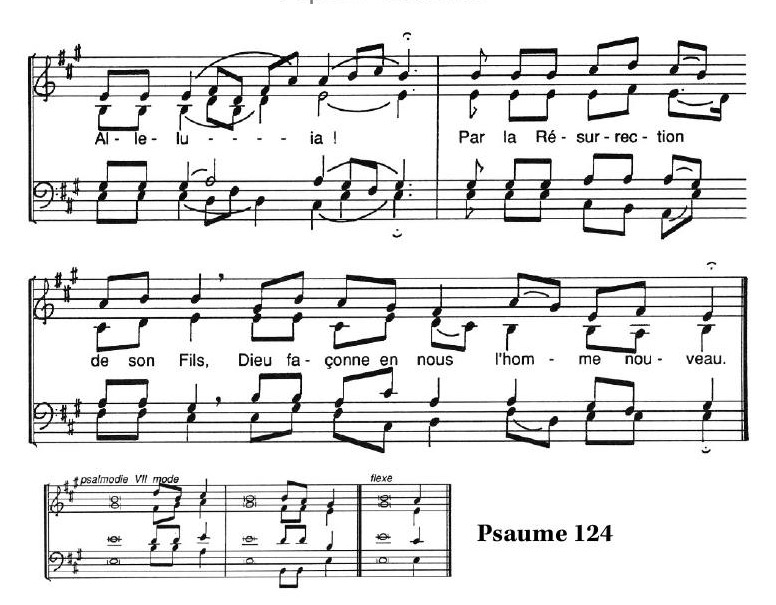 Al - le - lu - - - - ia ! Par la Ré - sur - rec - tion
de son Fils, Dieu fa - çonne en nous l'hom - me nou - veau.
psalmodie VII mode flexe
Psaume 124